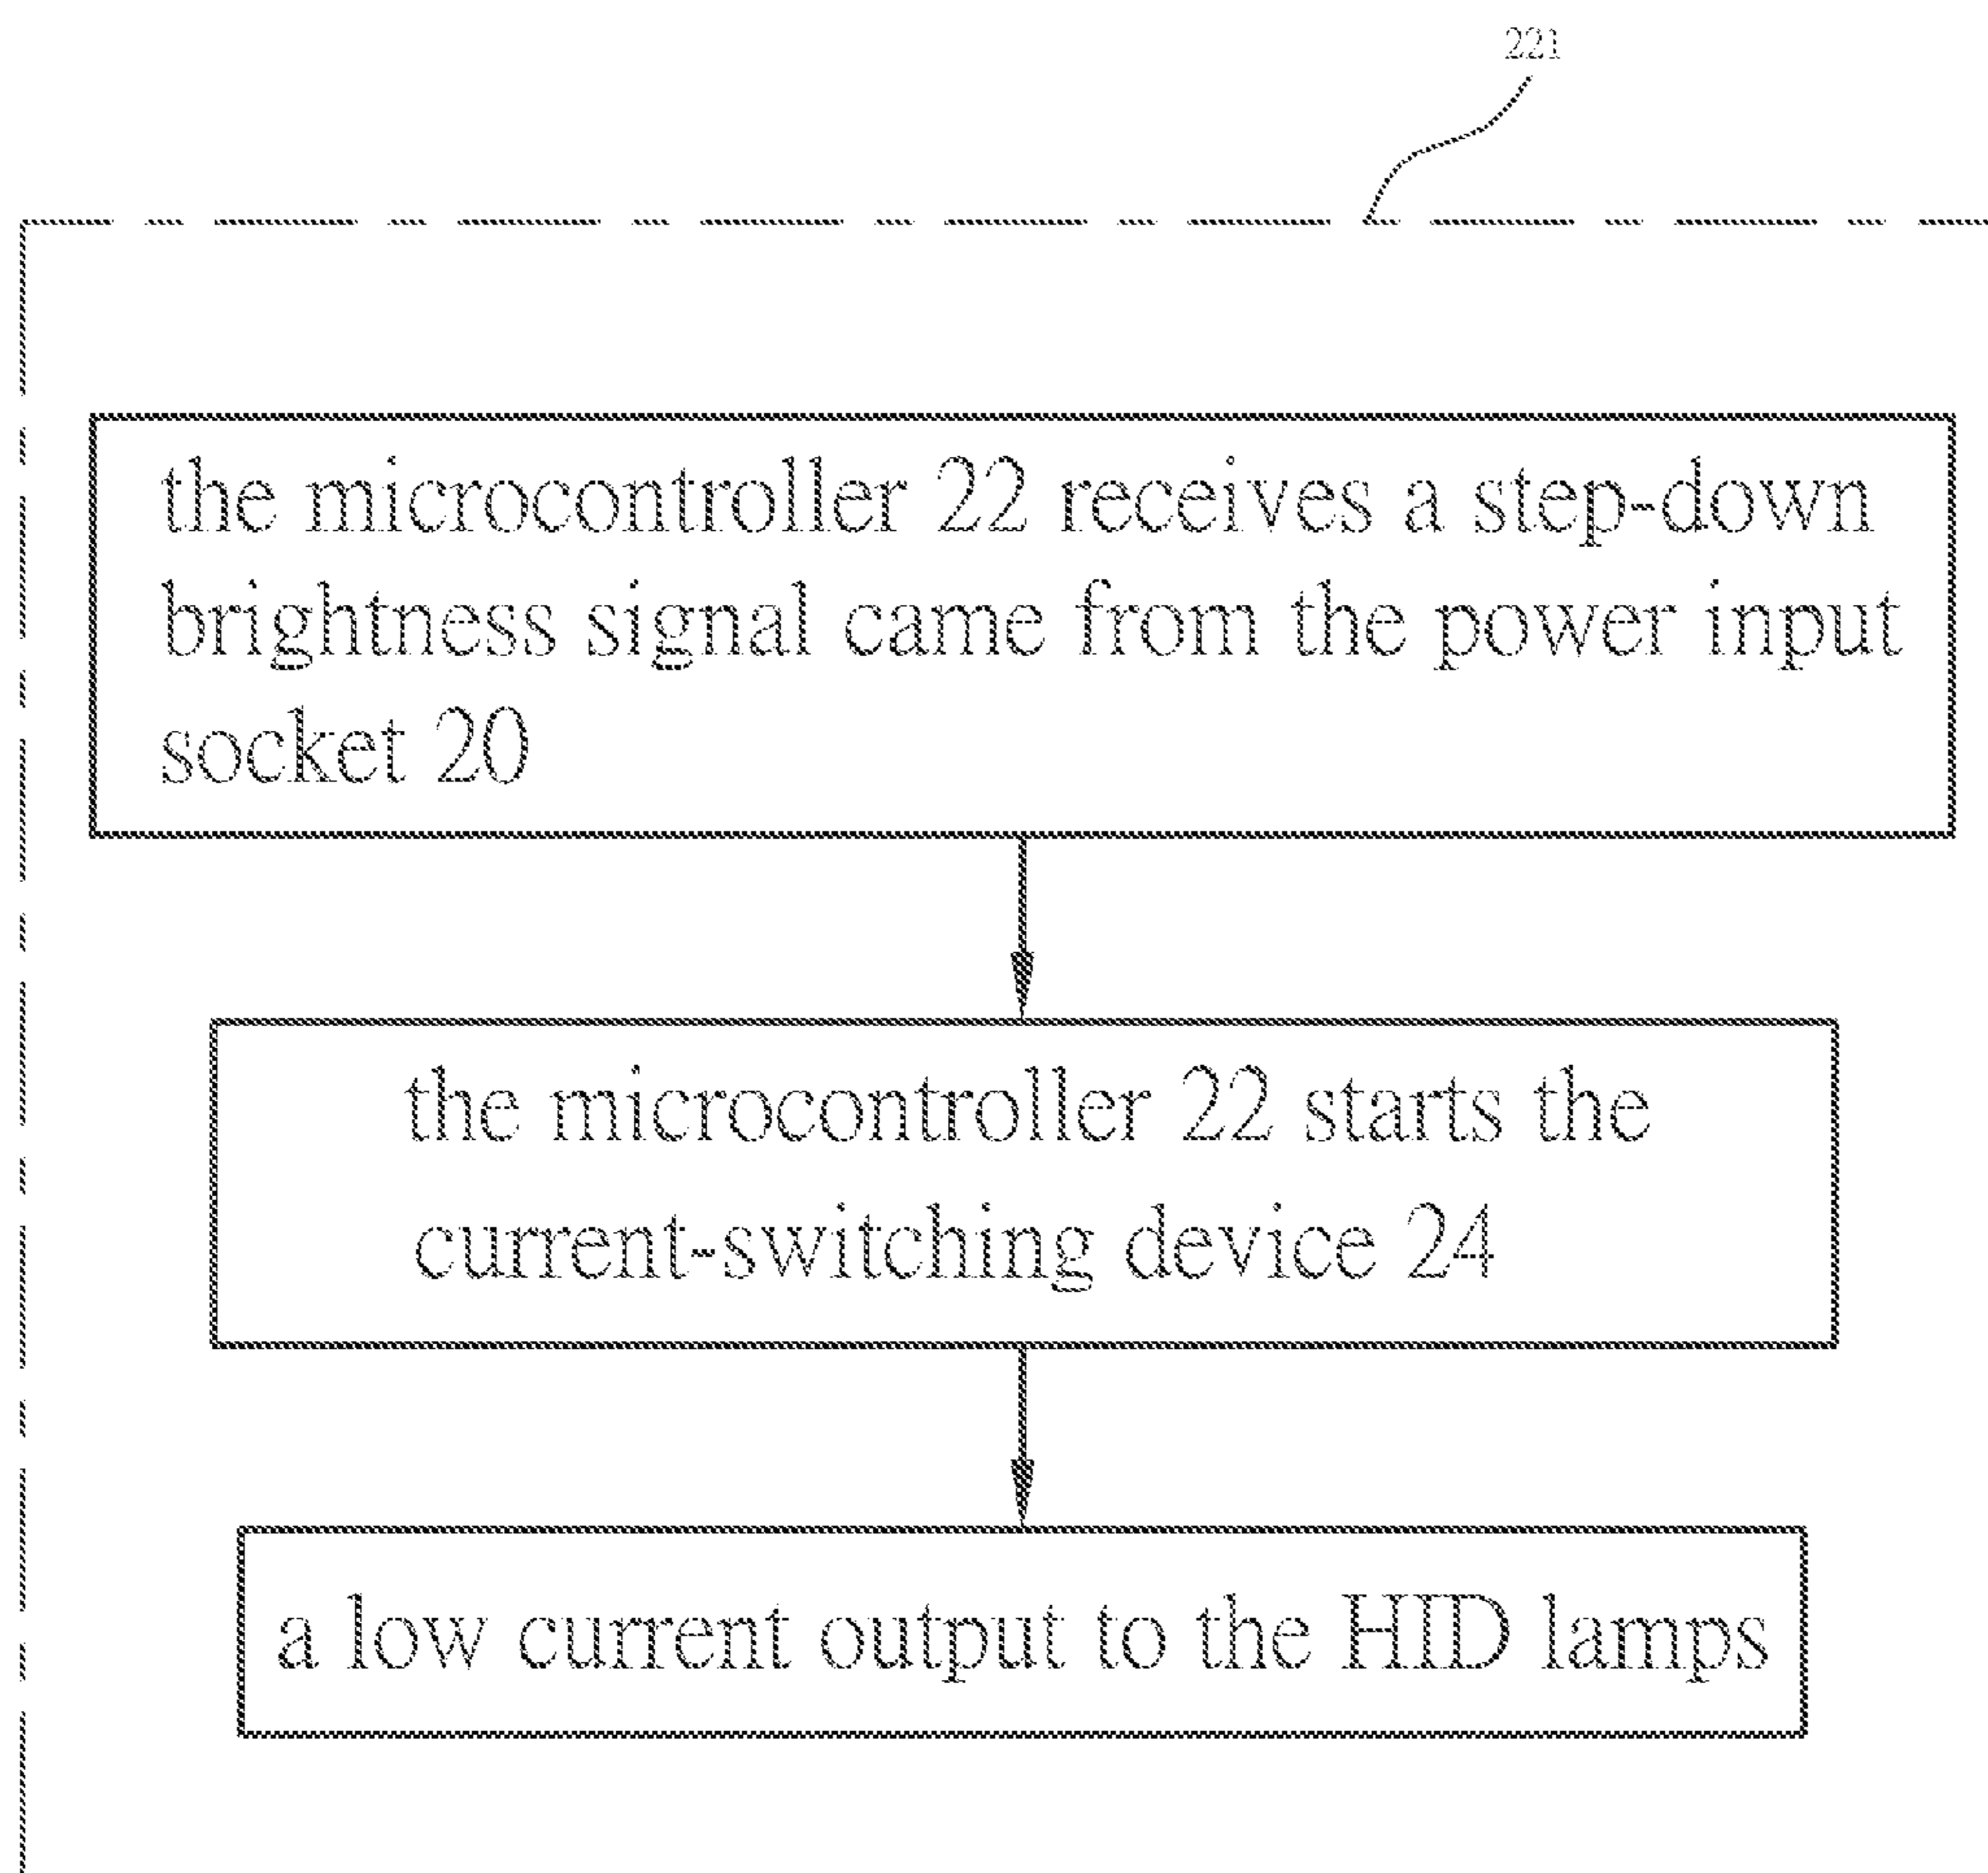 221
the microcontroller 22 receives a step-down
brightness signal came from the power input
socket 20
the microcontroller 22 starts the
current-switching device 24
a low current output to the HID lamps